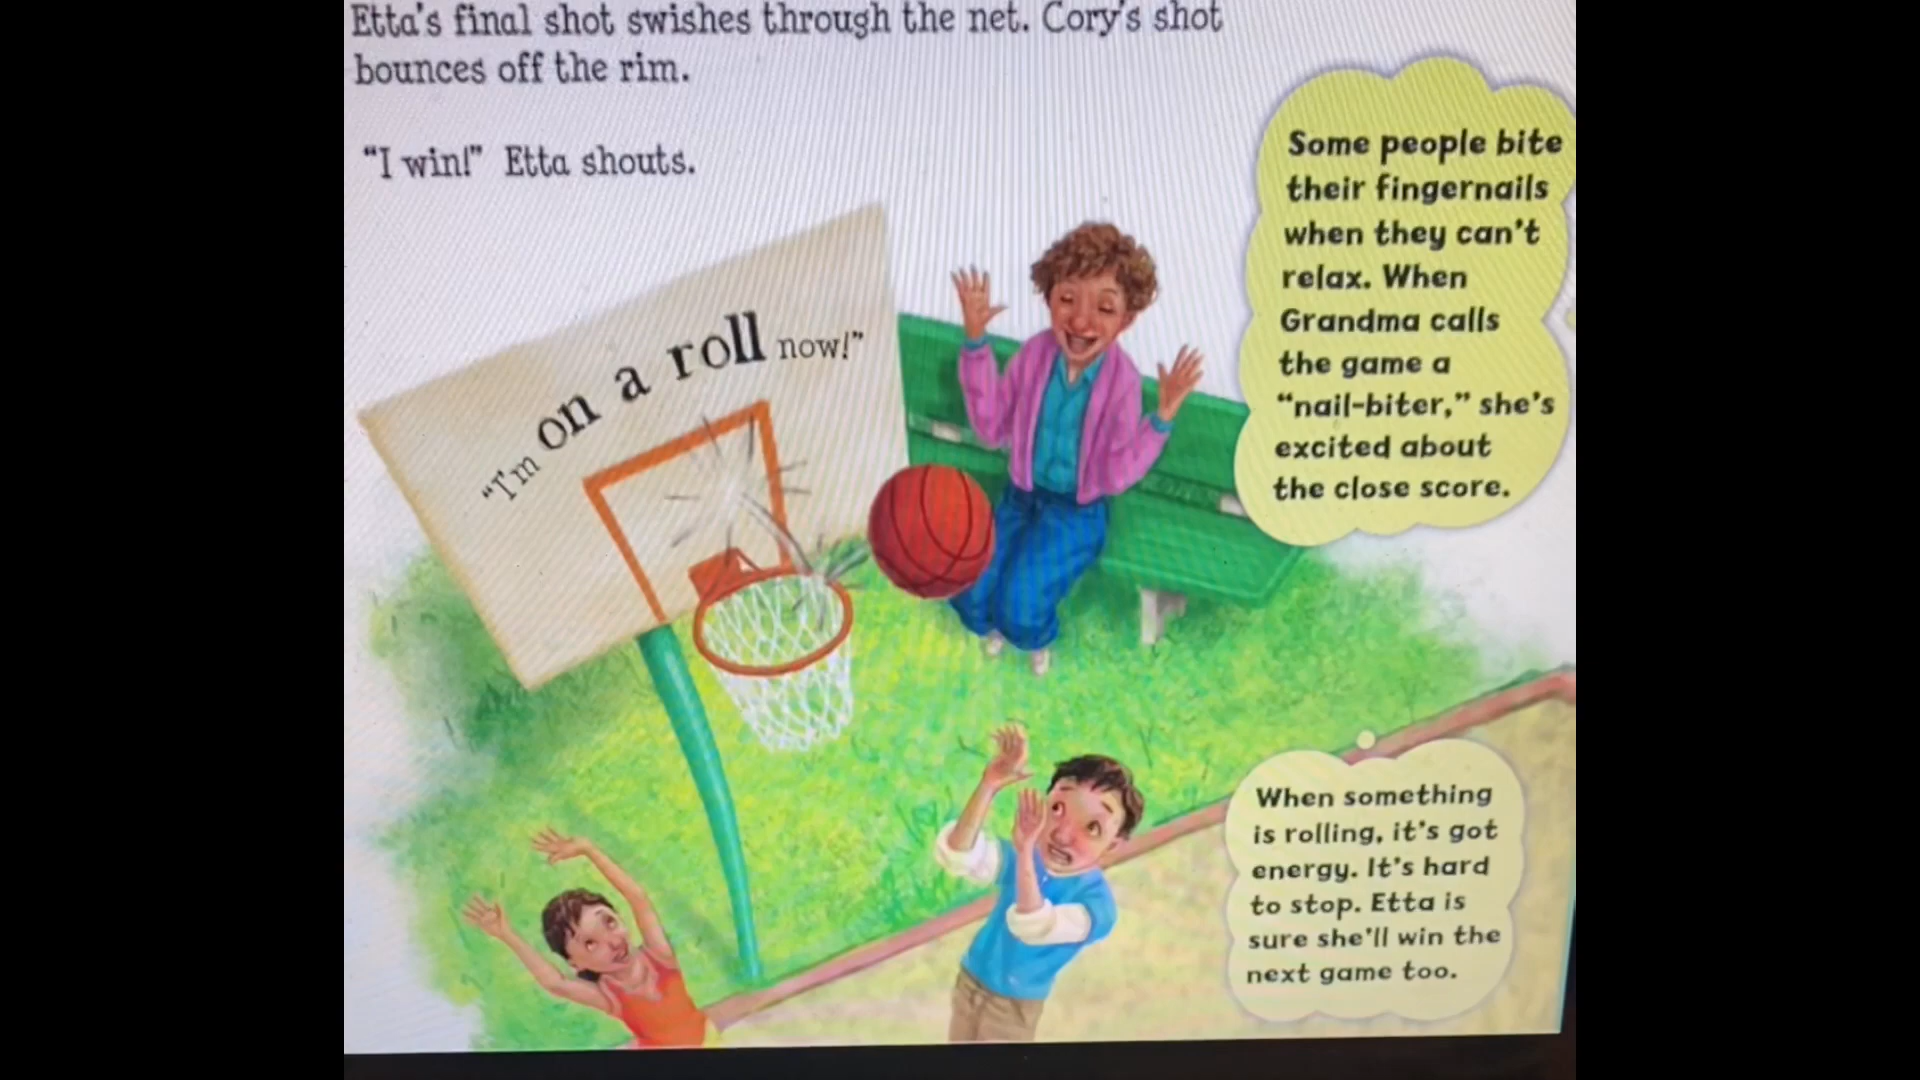 Etta's final shot swishes through the net. Cory's shot
bounces off the rim.
“I win!” Etta shouts.
“I'm on a roll now!”
Some people bite
their fingernails
when they can't
relax. When
Grandma calls
the game a
“nail-biter,” she's
excited about
the close score.
When something
is rolling, it's got
energy. It's hard
to stop. Etta is
sure she'll win the
next game too.